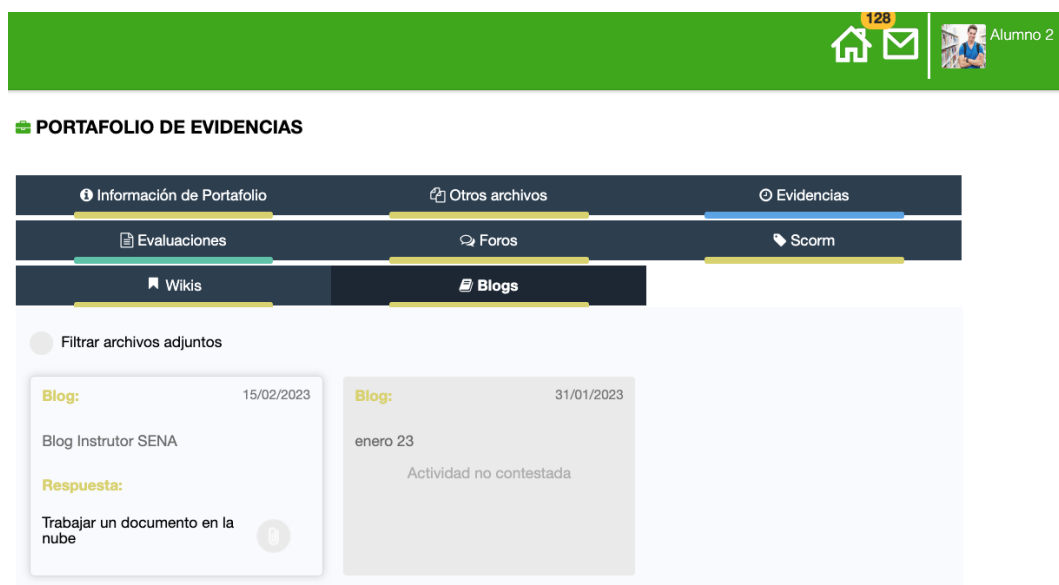 128
Alumno 2
PORTAFOLIO DE EVIDENCIAS
Información de Portafolio
Otros archivos
Evidencias
Evaluaciones
Foros
Scorm
Wikis
Blogs
Filtrar archivos adjuntos
Blog:
15/02/2023
Blog Instrutor SENA
Respuesta:
Trabajar un documento en la
nube
Blog:
31/01/2023
enero 23
Actividad no contestada